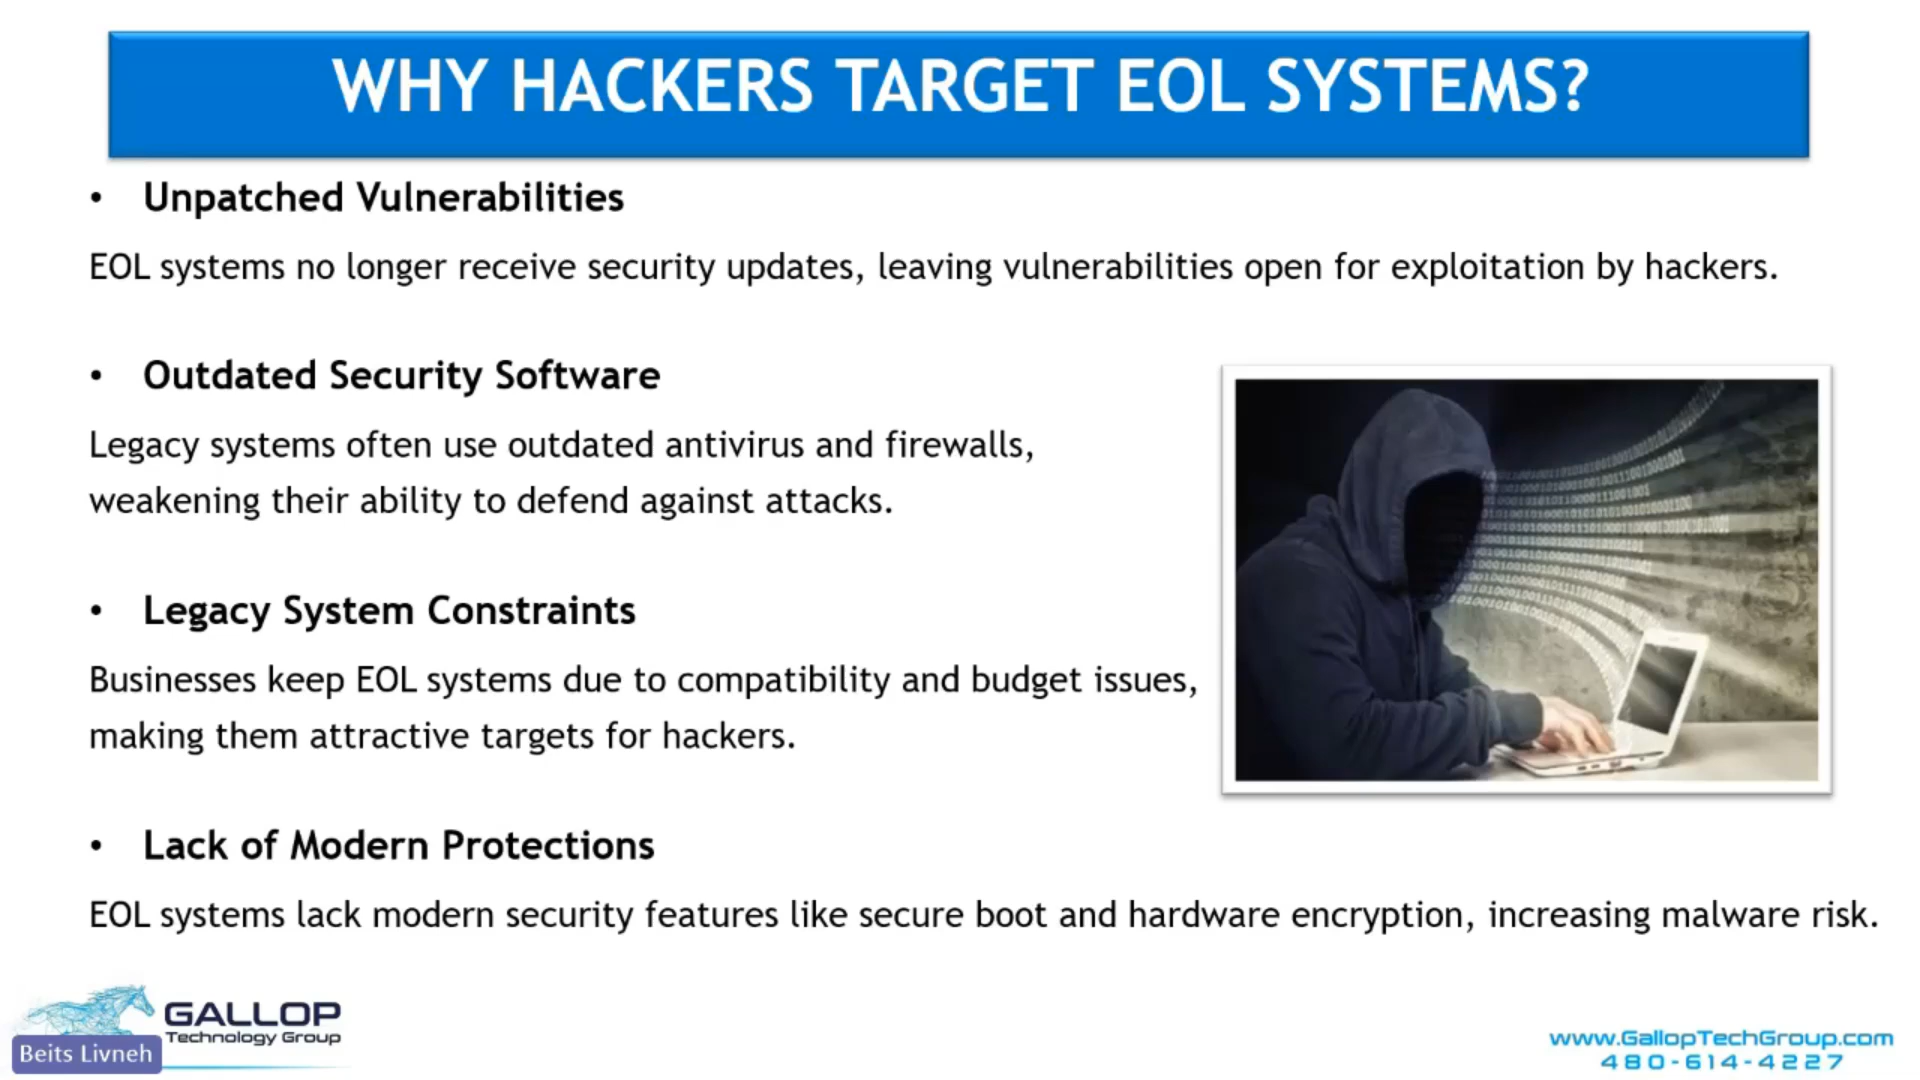 WHY HACKERS TARGET EOL SYSTEMS?
• Unpatched Vulnerabilities
EOL systems no longer receive security updates, leaving vulnerabilities open for exploitation by hackers.
• Outdated Security Software
Legacy systems often use outdated antivirus and firewalls,
weakening their ability to defend against attacks.
• Legacy System Constraints
Businesses keep EOL systems due to compatibility and budget issues,
making them attractive targets for hackers.
• Lack of Modern Protections
EOL systems lack modern security features like secure boot and hardware encryption, increasing malware risk.
GALLOP
Technology Group
Beits Livneh
www.GallopTechGroup.com
480-614-4227